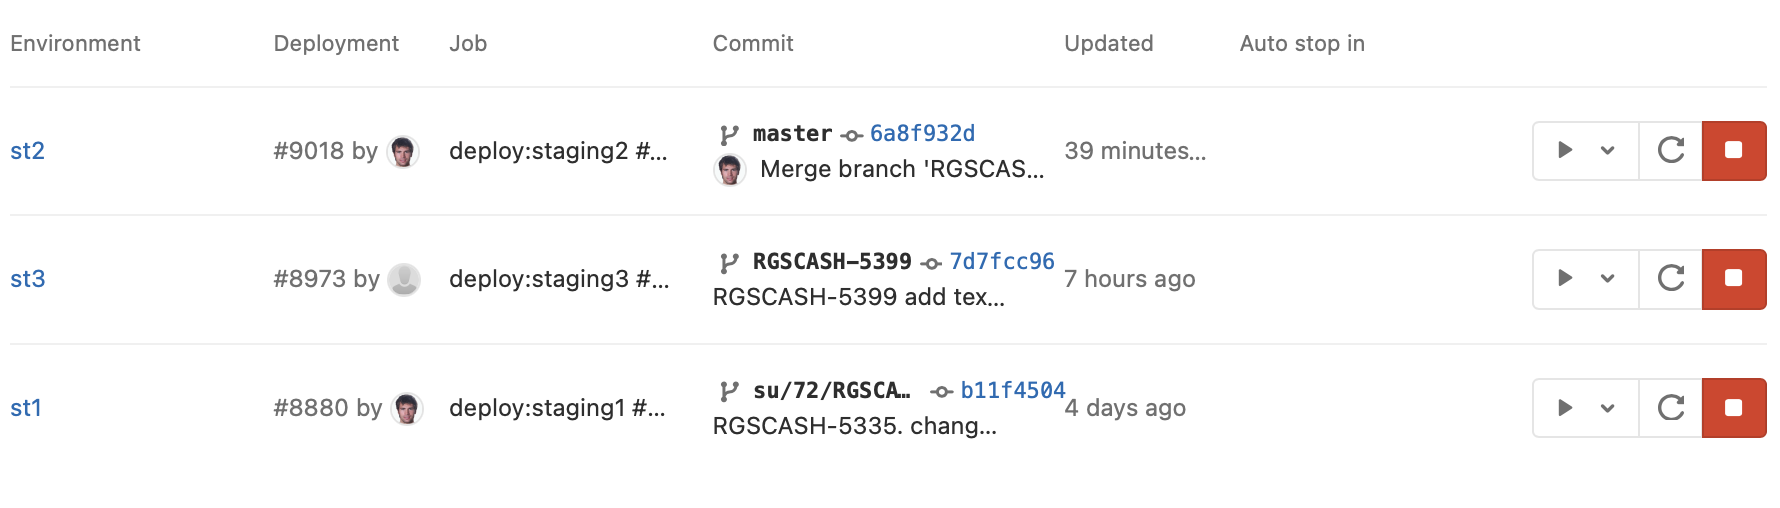 Environment Deployment Job Commit Updated Auto stop in
st2 #9018 by deploy:staging2 #... master 6a8f932d 39 minutes...
Merge branch 'RGSCAS...
st3 #8973 by deploy:staging3 #... RGSCASH-5399 7d7fcc96 7 hours ago
RGSCASH-5399 add tex...
st1 #8880 by deploy:staging1 #... su/72/RGSCA... b11f4504 4 days ago
RGSCASH-5335. chang...